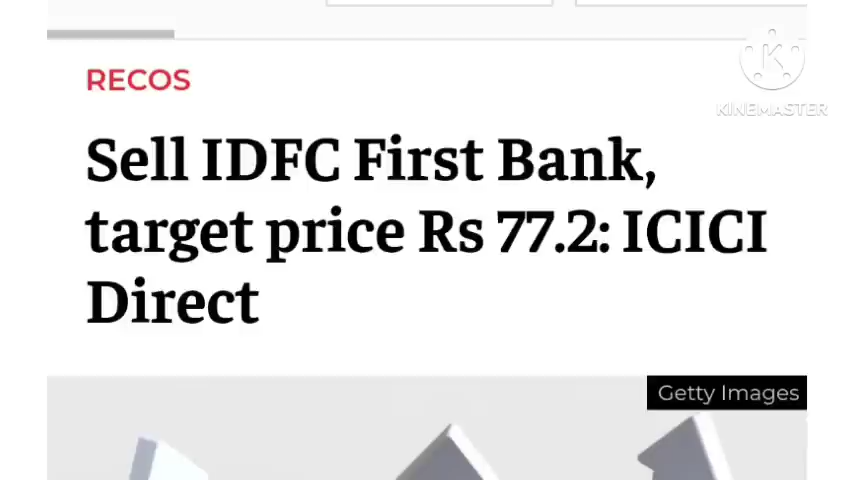 RECOS
KINEMASTER
Sell IDFC First Bank,
target price Rs 77.2: ICICI
Direct
Getty Images